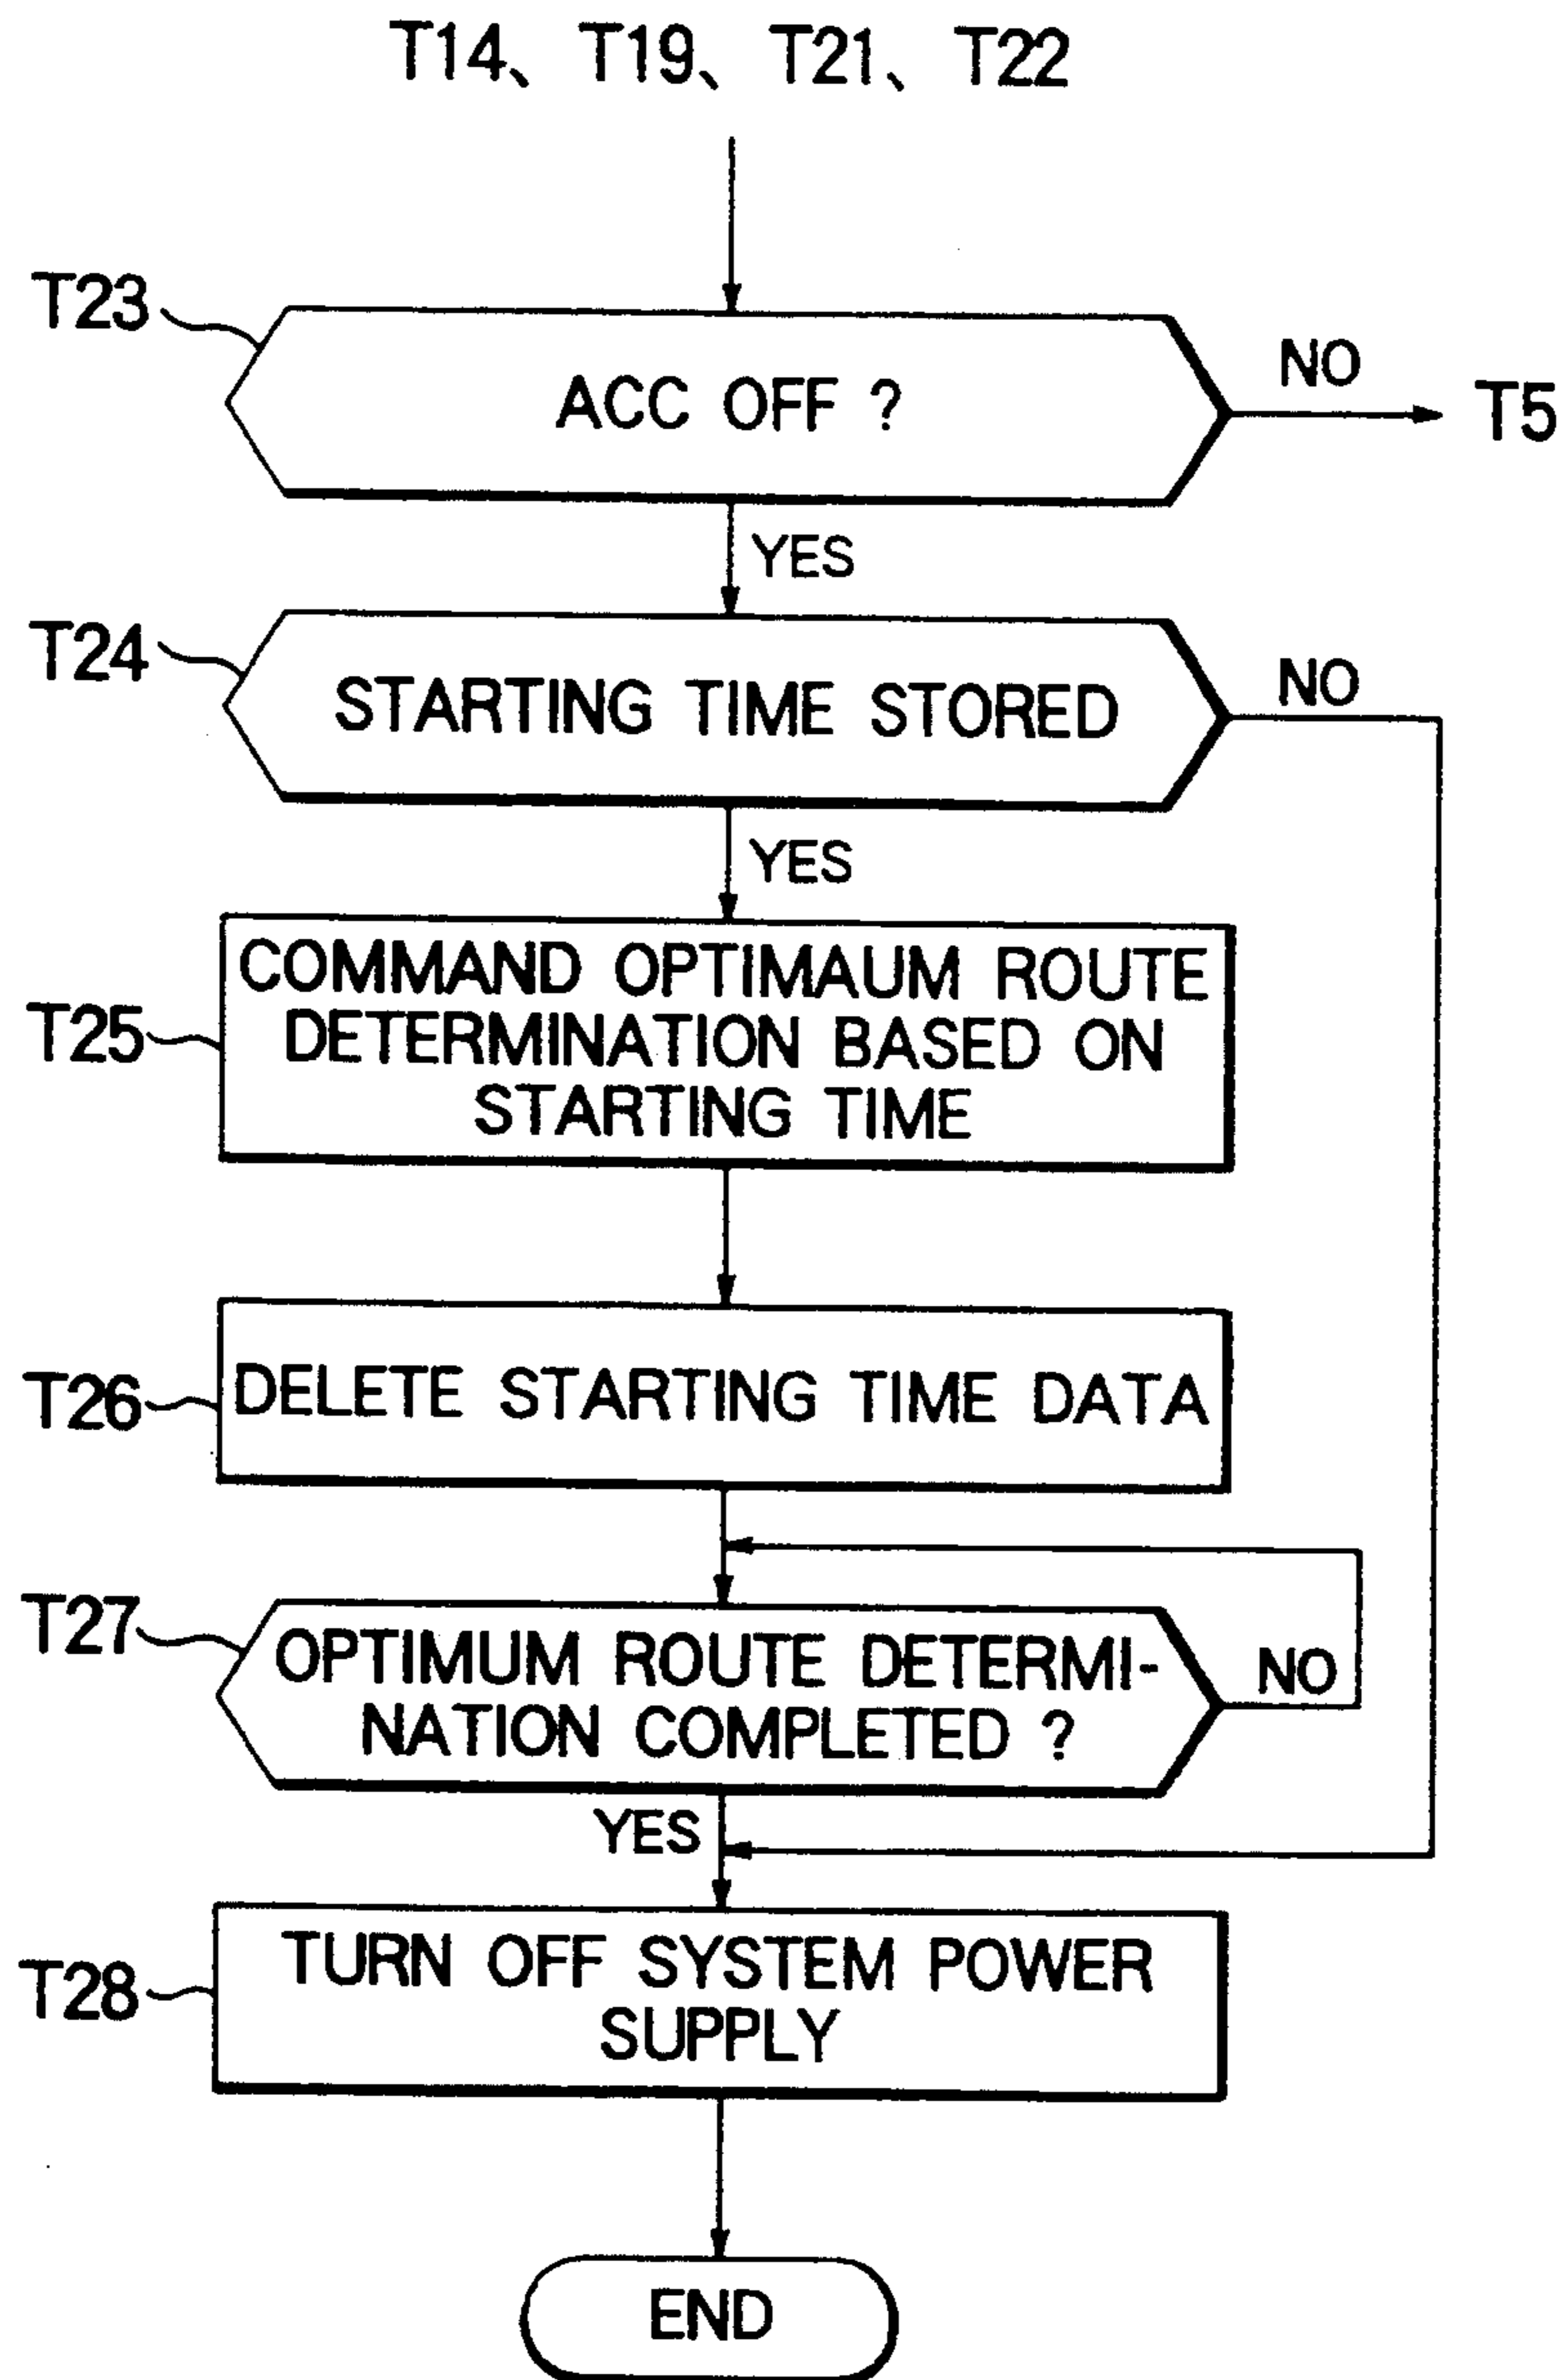 T14、T19、T21、T22
T23
ACC OFF ?
NO
T5
YES
T24
STARTING TIME STORED
NO
YES
T25
COMMAND OPTIMAUM ROUTE
DETERMINATION BASED ON
STARTING TIME
T26
DELETE STARTING TIME DATA
T27
OPTIMUM ROUTE DETERMI-
NATION COMPLETED ?
NO
YES
T28
TURN OFF SYSTEM POWER
SUPPLY
END